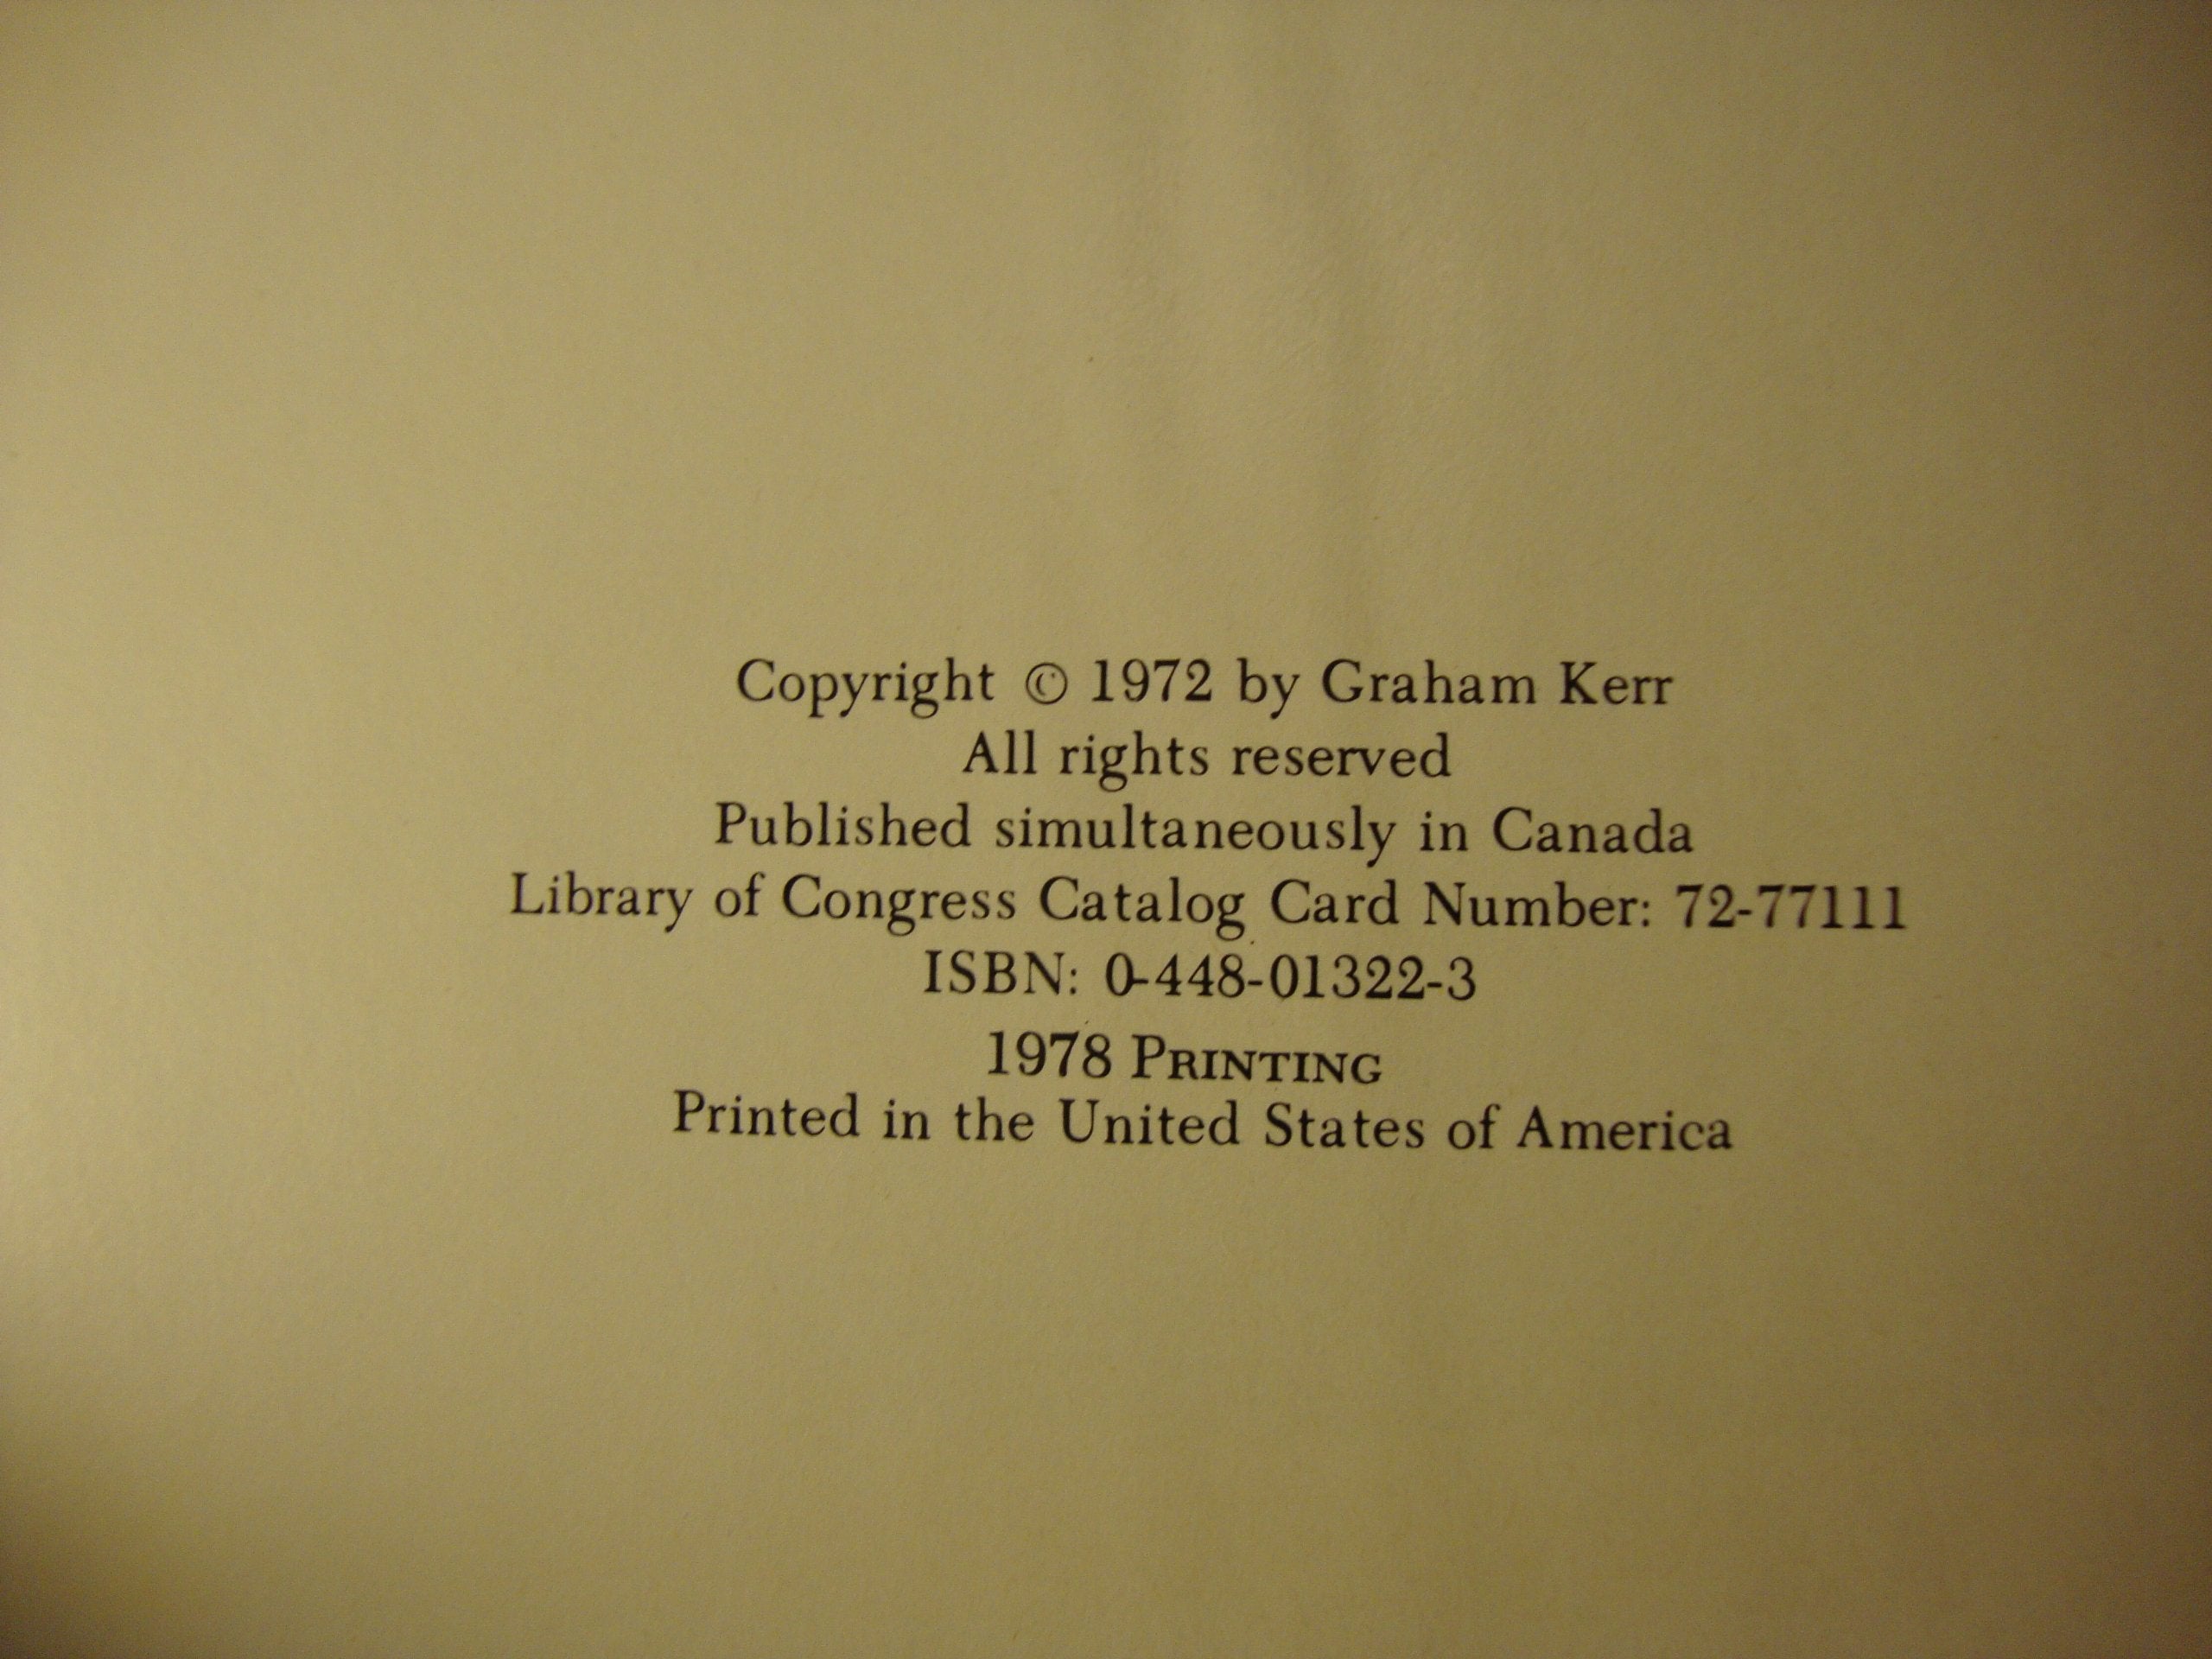 Copyright © 1972 by Graham Kerr
All rights reserved
Published simultaneously in Canada
Library of Congress Catalog Card Number: 72-77111
ISBN: 0-448-01322-3
1978 PRINTING
Printed in the United States of America